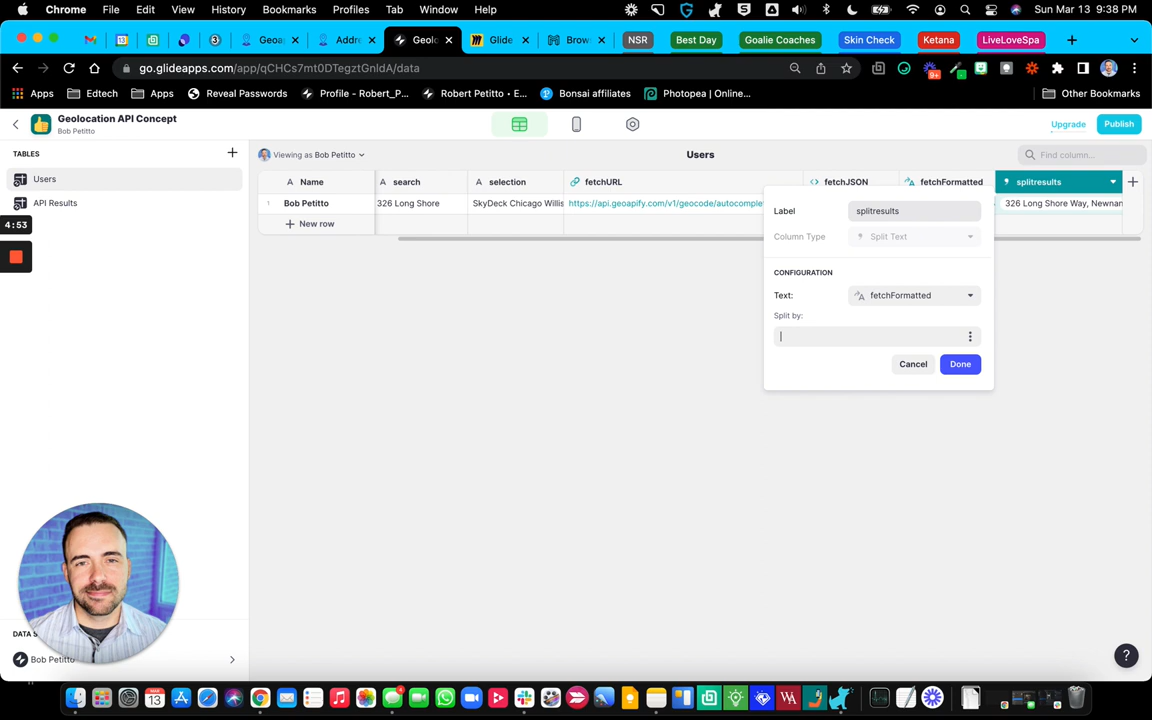 Chrome File Edit View History Bookmarks Profiles Tab Window Help Sun Mar 13 9:38 PM
Geoa Addre Geolo Glide Brow NSR Best Day Goalie Coaches Skin Check Ketana LiveLoveSpa
go.glideapps.com/app/qCHCs7mt0DTegztGnldA/data
Apps Edtech Apps Reveal Passwords Profile - Robert_P... Robert Petitto • E... Bonsai affiliates Photopea | Online... Other Bookmarks
Geolocation API Concept
Bob Petitto
Upgrade Publish
TABLES
Viewing as Bob Petitto
Users
Find column...
Users
API Results
4:53
Name search selection fetchURL fetchJSON fetchFormatted splitresults
1 Bob Petitto 326 Long Shore SkyDeck Chicago Willis https://api.geoapify.com/v1/geocode/autocomple 326 Long Shore Way, Newnan
New row
Label splitresults
Column Type Split Text
CONFIGURATION
Text: fetchFormatted
Split by:
Cancel Done
DATA S
Bob Petitto
?